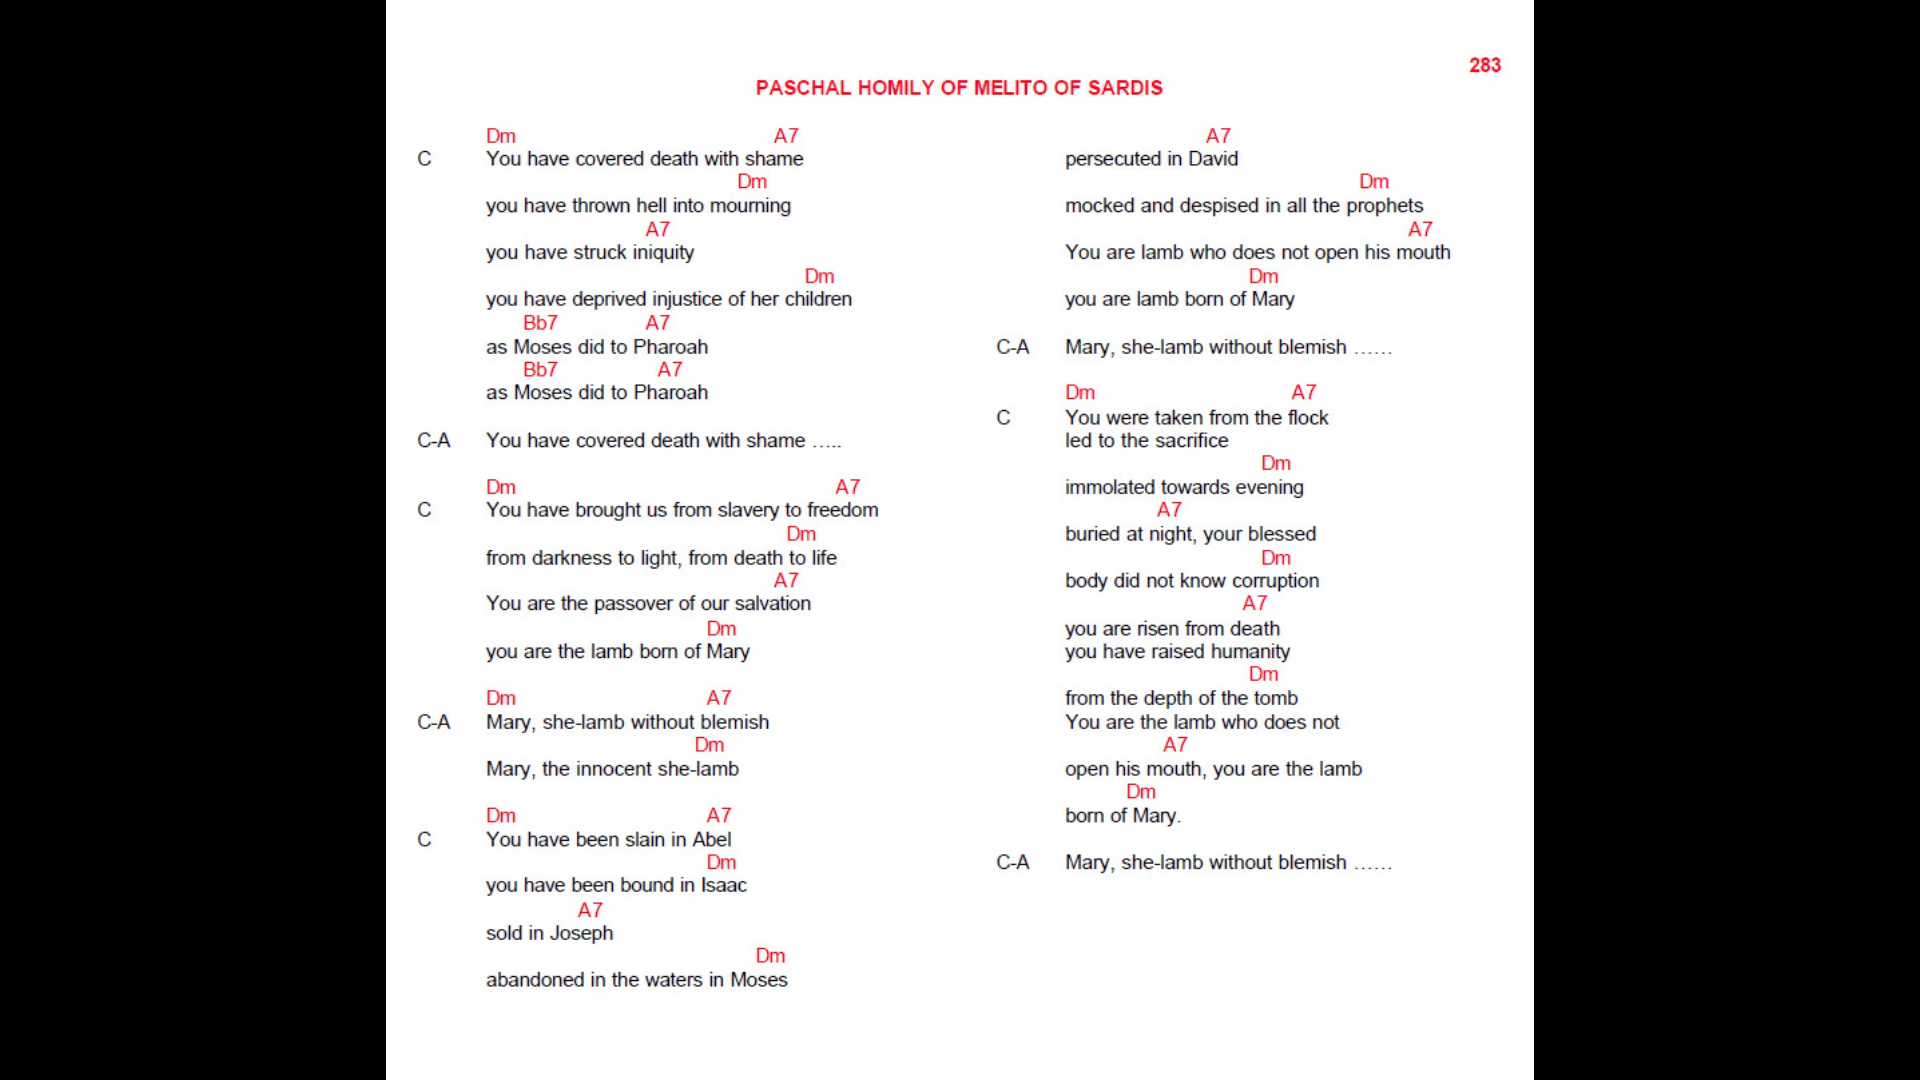 283
PASCHAL HOMILY OF MELITO OF SARDIS
Dm A7
C You have covered death with shame
Dm
you have thrown hell into mourning
A7
you have struck iniquity
Dm
you have deprived injustice of her children
Bb7 A7
as Moses did to Pharoah
Bb7 A7
as Moses did to Pharoah
C-A You have covered death with shame …..
Dm A7
C You have brought us from slavery to freedom
Dm
from darkness to light, from death to life
A7
You are the passover of our salvation
Dm
you are the lamb born of Mary
Dm A7
C-A Mary, she-lamb without blemish
Dm
Mary, the innocent she-lamb
Dm A7
C You have been slain in Abel
Dm
you have been bound in Isaac
A7
sold in Joseph
Dm
abandoned in the waters in Moses
A7
persecuted in David
Dm
mocked and despised in all the prophets
A7
You are lamb who does not open his mouth
Dm
you are lamb born of Mary
C-A Mary, she-lamb without blemish ……
Dm A7
C You were taken from the flock
led to the sacrifice
Dm
immolated towards evening
A7
buried at night, your blessed
Dm
body did not know corruption
A7
you are risen from death
you have raised humanity
Dm
from the depth of the tomb
You are the lamb who does not
A7
open his mouth, you are the lamb
Dm
born of Mary.
C-A Mary, she-lamb without blemish ……